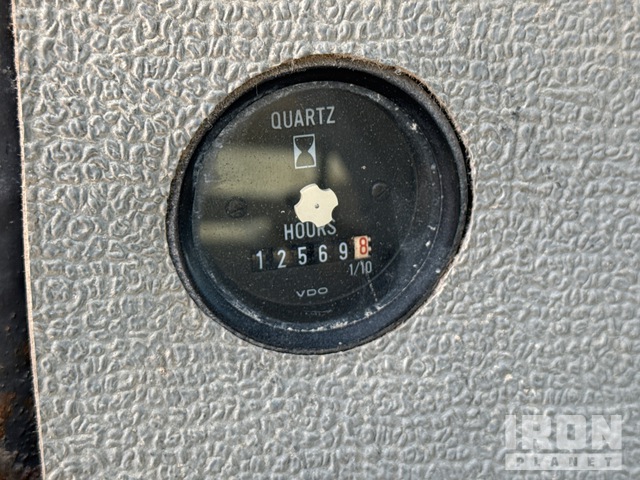 QUARTZ
HOURS
125698
1/10
VDO
IRON
PLANET